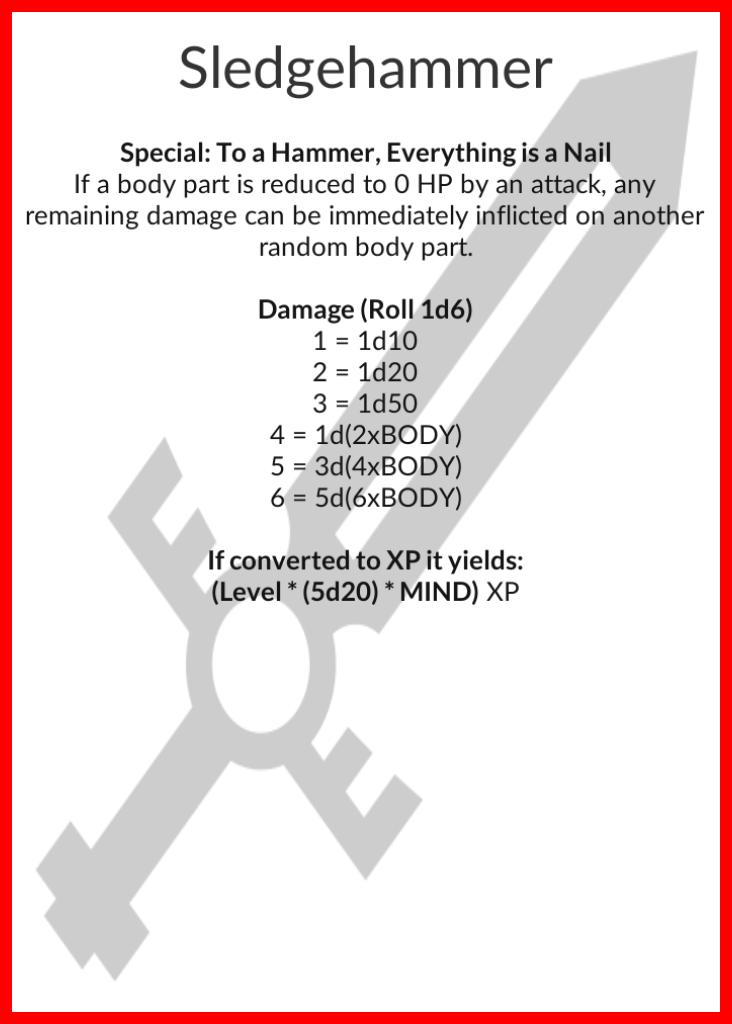 Sledgehammer
Special: To a Hammer, Everything is a Nail
If a body part is reduced to 0 HP by an attack, any
remaining damage can be immediately inflicted on another
random body part.
Damage (Roll 1d6)
1 = 1d10
2 = 1d20
3 = 1d50
4 = 1d(2xBODY)
5 = 3d(4xBODY)
6 = 5d(6xBODY)
If converted to XP it yields:
(Level * (5d20) * MIND) XP